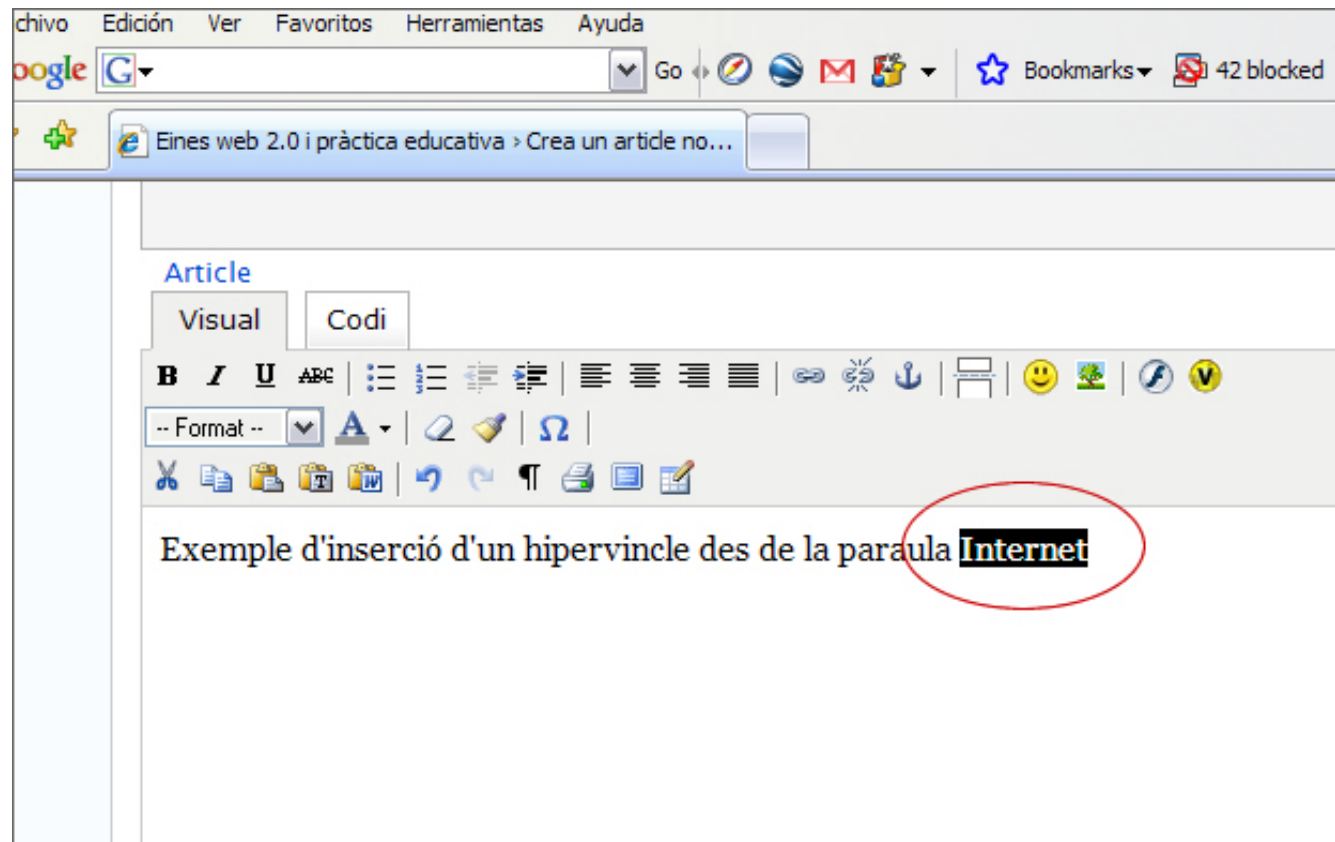 chivo Edición Ver Favoritos Herramientas Ayuda
oogle G Go Bookmarks 42 blocked
Eines web 2.0 i pràctica educativa › Crea un article no...
Article
Visual Codi
B I U ABC
-- Format -- A Ω
T W ¶
Exemple d'inserció d'un hipervincle des de la paraula Internet